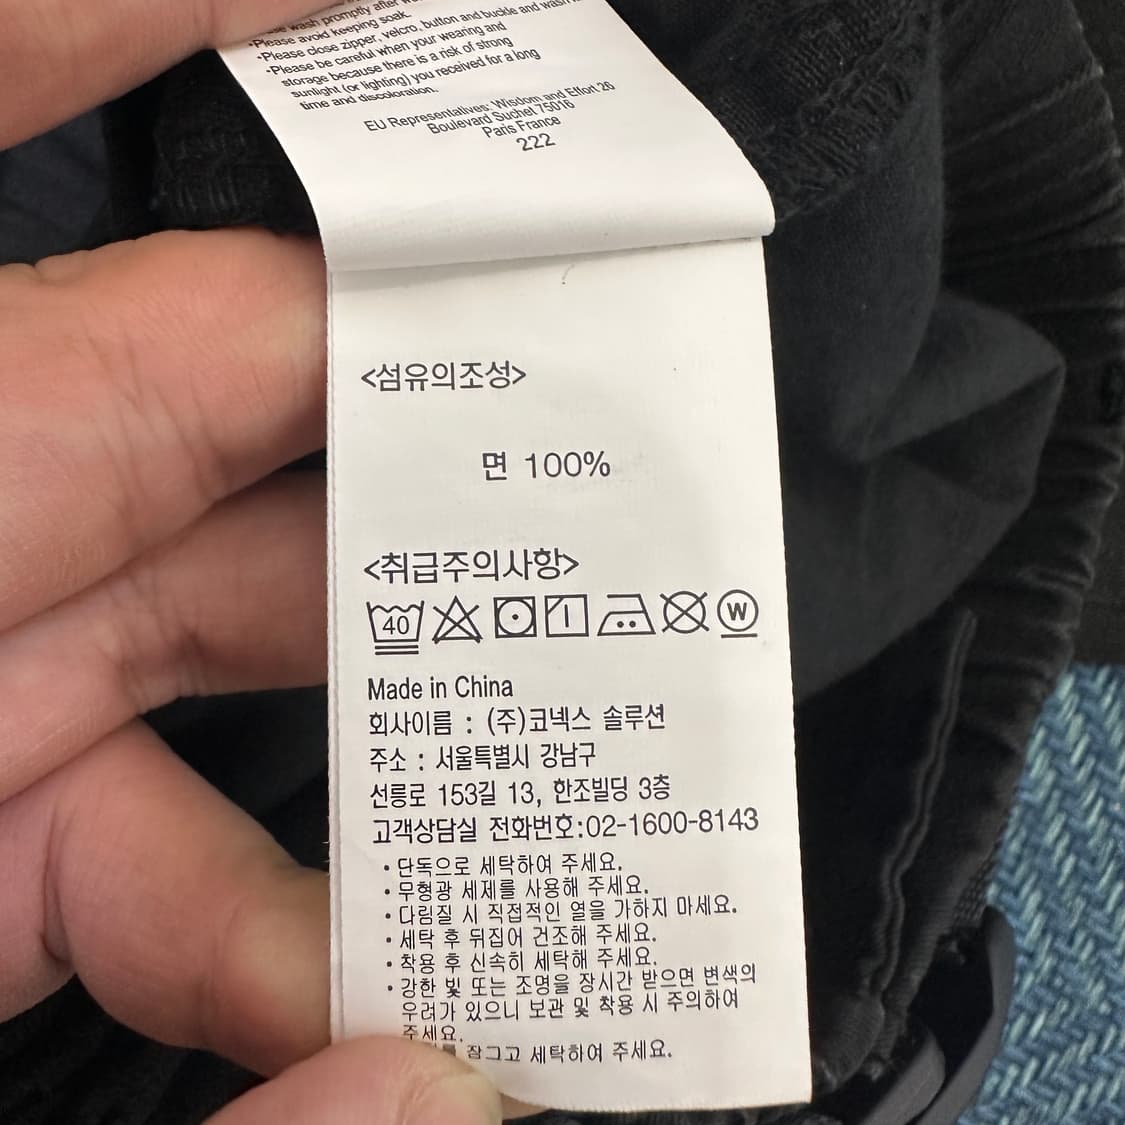 wash promptly after
•Please avoid keeping soak.
•Please close zipper, velcro, button and buckle and wash
•Please be careful when your wearing and
storage because there is a risk of strong
sunlight (or lighting) you received for a long
time and discoloration.
EU Representatives: Wisdom and Effort 26
Boulevard Suchet 75016
Paris France
222
<섬유의조성>
면 100%
<취급주의사항>
40 W
Made in China
회사이름 : (주)코넥스 솔루션
주소 : 서울특별시 강남구
선릉로 153길 13, 한조빌딩 3층
고객상담실 전화번호:02-1600-8143
•단독으로 세탁하여 주세요.
•무형광 세제를 사용해 주세요.
•다림질 시 직접적인 열을 가하지 마세요.
•세탁 후 뒤집어 건조해 주세요.
•착용 후 신속히 세탁해 주세요.
•강한 빛 또는 조명을 장시간 받으면 변색의
우려가 있으니 보관 및 착용 시 주의하여
주세요.
를 잠그고 세탁하여 주세요.